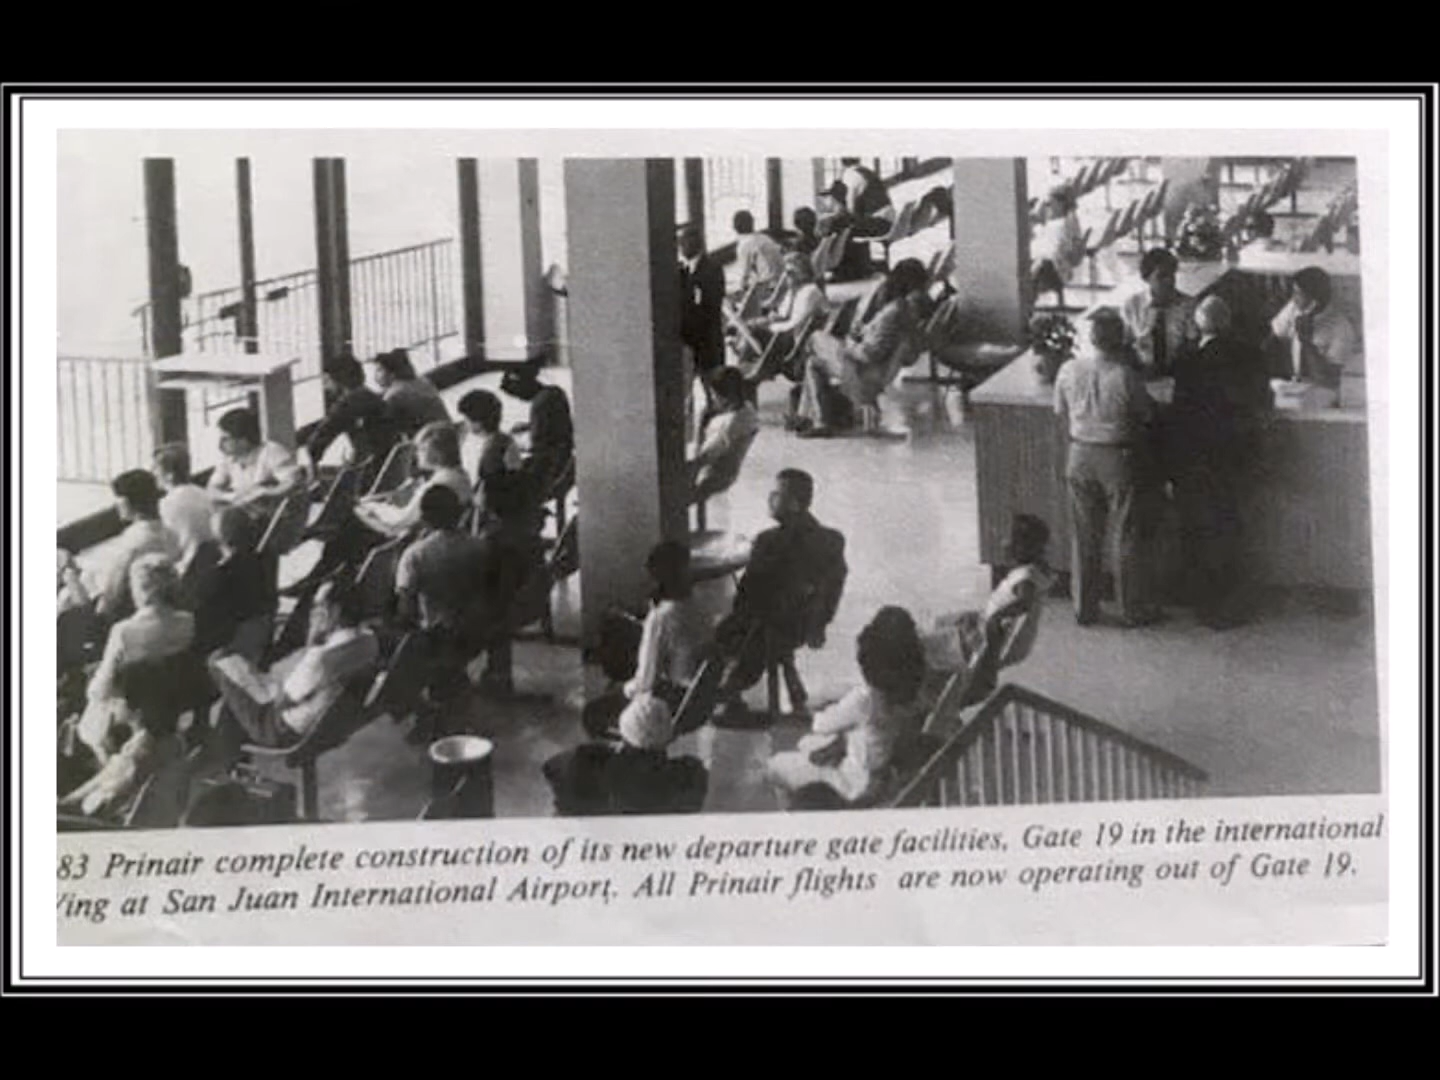 83 Prinair complete construction of its new departure gate facilities, Gate 19 in the international
ing at San Juan International Airport. All Prinair flights are now operating out of Gate 19.